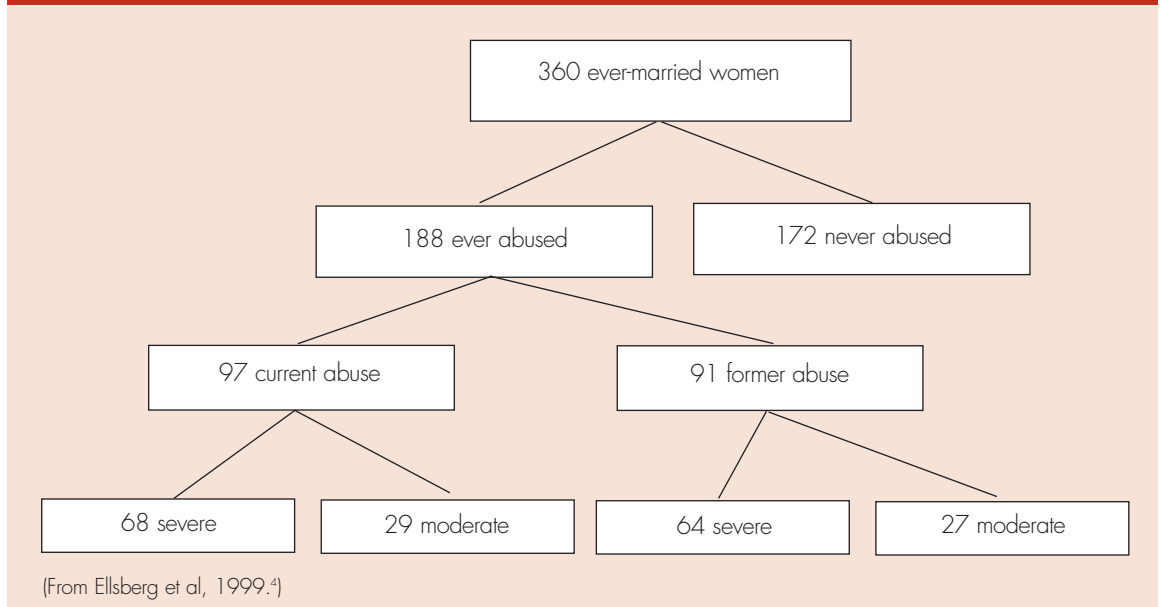 360 ever-married women
188 ever abused
172 never abused
97 current abuse
91 former abuse
68 severe
29 moderate
64 severe
27 moderate
(From Ellsberg et al, 1999.⁴)